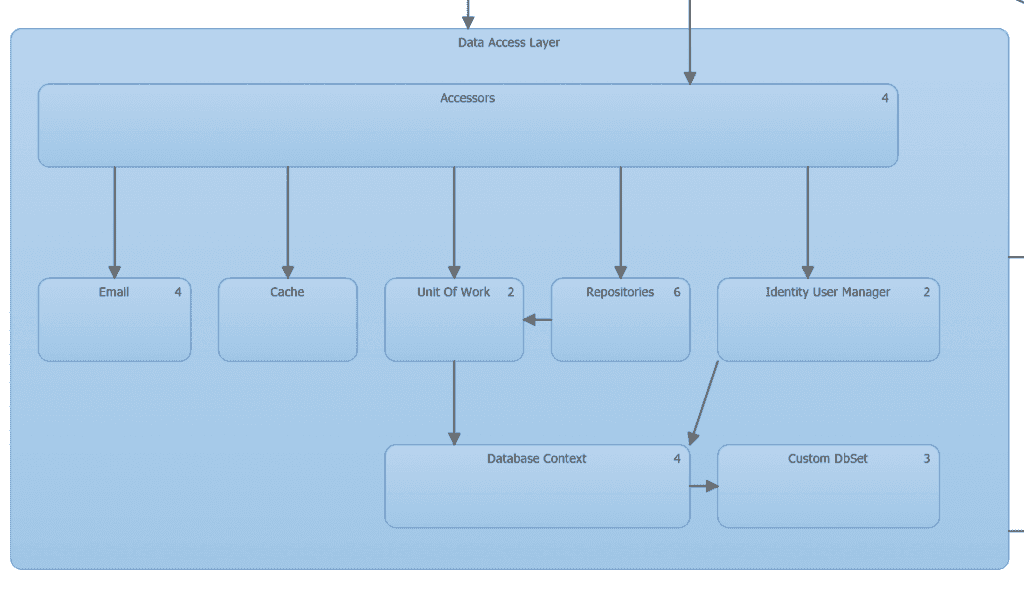 Data Access Layer
Accessors 4
Email 4
Cache
Unit Of Work 2
Repositories 6
Identity User Manager 2
Database Context 4
Custom DbSet 3